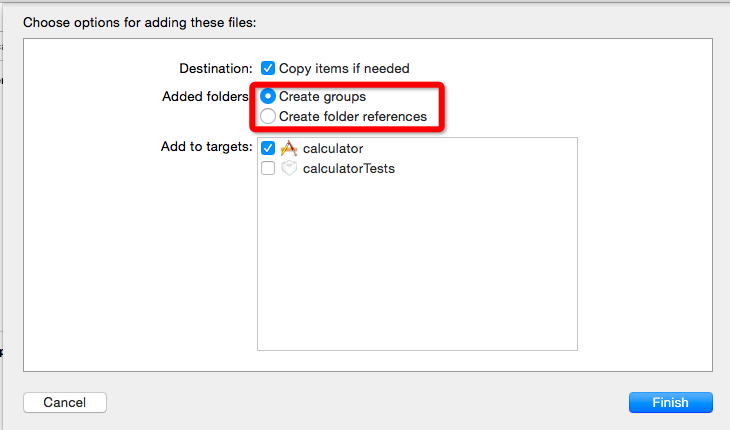 Choose options for adding these files:
Destination: Copy items if needed
Added folders: Create groups
Create folder references
Add to targets: calculator
calculatorTests
Cancel Finish